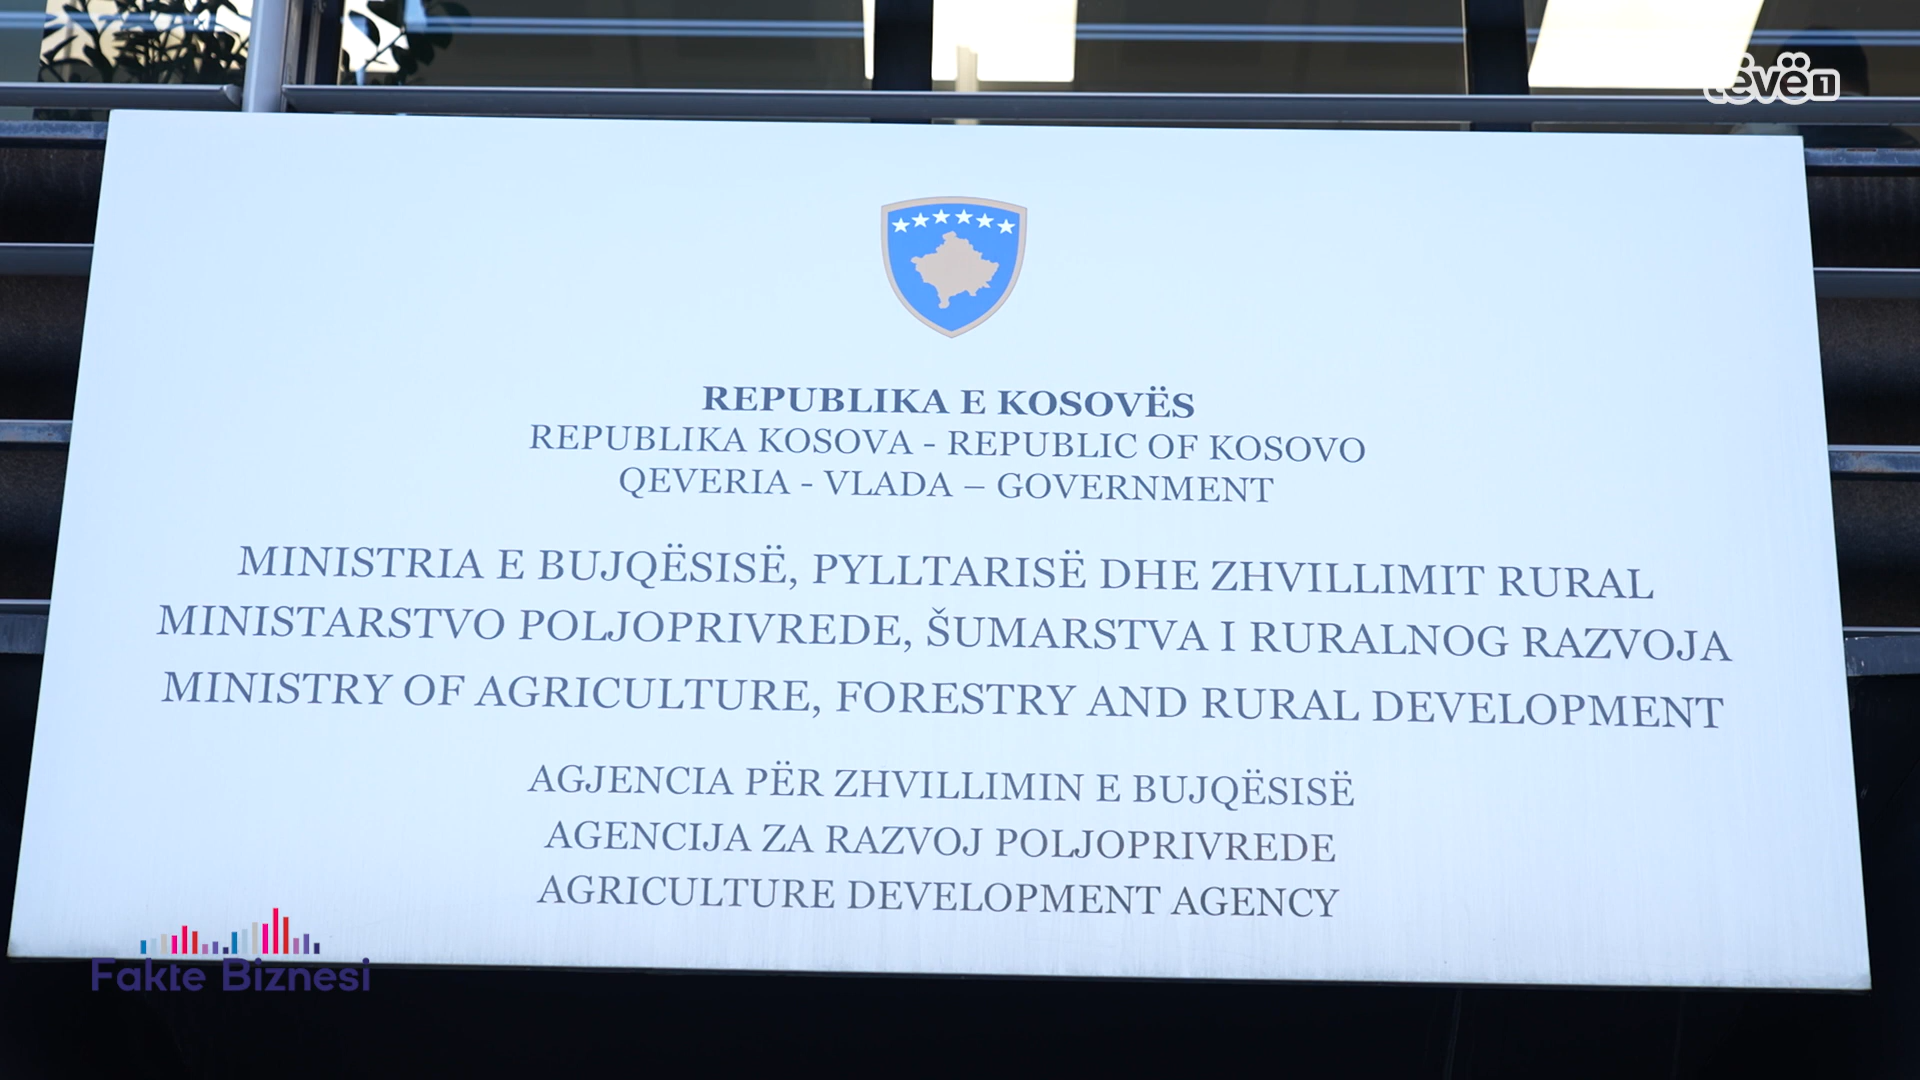 tëvë1
REPUBLIKA E KOSOVËS
REPUBLIKA KOSOVA - REPUBLIC OF KOSOVO
QEVERIA - VLADA – GOVERNMENT
MINISTRIA E BUJQËSISË, PYLLTARISË DHE ZHVILLIMIT RURAL
MINISTARSTVO POLJOPRIVREDE, ŠUMARSTVA I RURALNOG RAZVOJA
MINISTRY OF AGRICULTURE, FORESTRY AND RURAL DEVELOPMENT
AGJENCIA PËR ZHVILLIMIN E BUJQËSISË
AGENCIJA ZA RAZVOJ POLJOPRIVREDE
AGRICULTURE DEVELOPMENT AGENCY
Fakte Biznesi